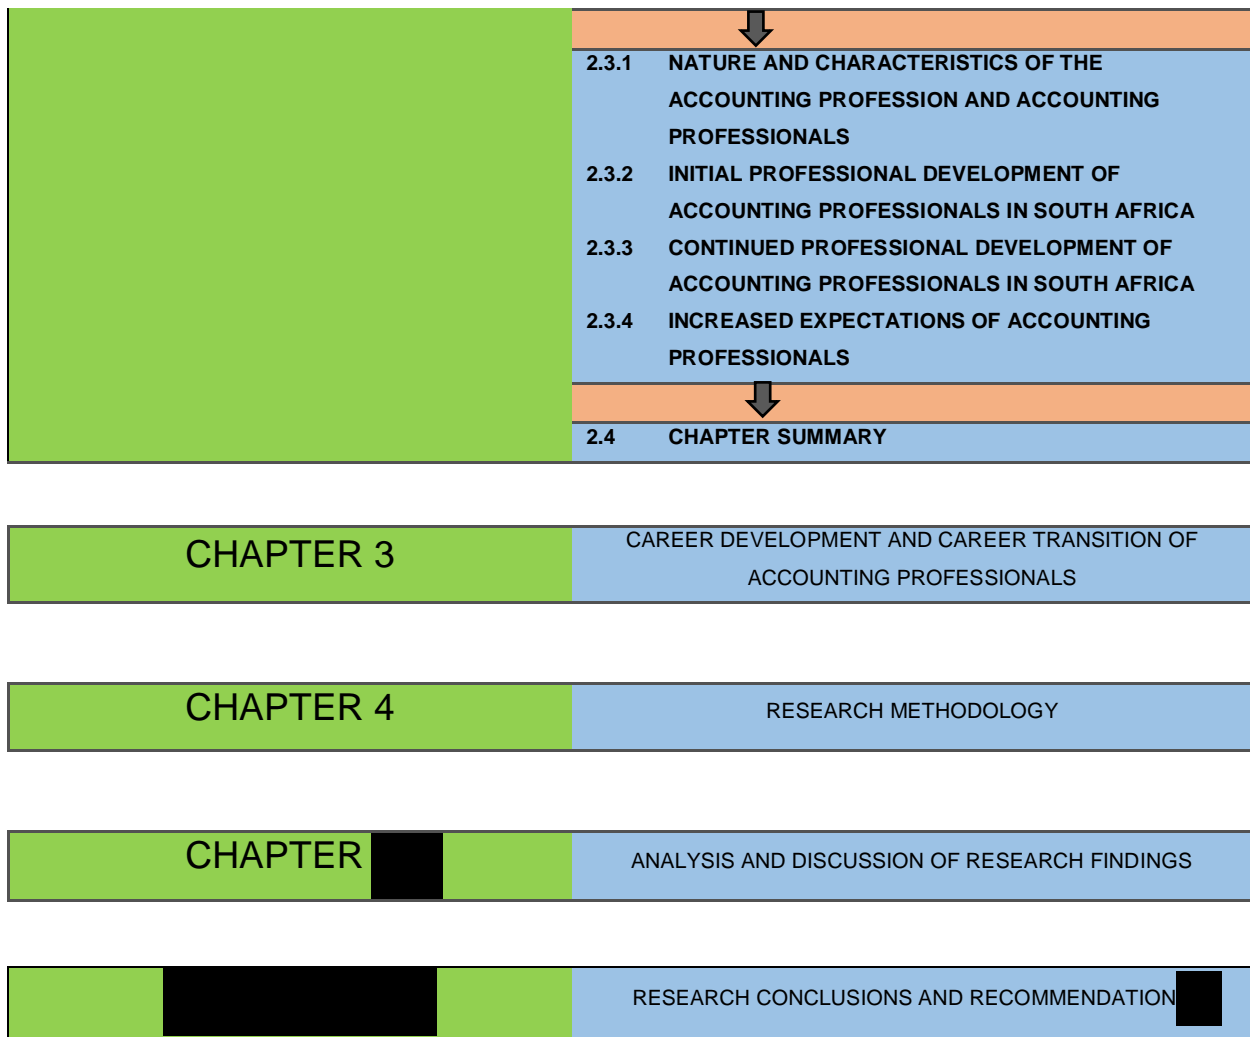 2.3.1 NATURE AND CHARACTERISTICS OF THE
ACCOUNTING PROFESSION AND ACCOUNTING
PROFESSIONALS
2.3.2 INITIAL PROFESSIONAL DEVELOPMENT OF
ACCOUNTING PROFESSIONALS IN SOUTH AFRICA
2.3.3 CONTINUED PROFESSIONAL DEVELOPMENT OF
ACCOUNTING PROFESSIONALS IN SOUTH AFRICA
2.3.4 INCREASED EXPECTATIONS OF ACCOUNTING
PROFESSIONALS
2.4 CHAPTER SUMMARY
CHAPTER 3
CAREER DEVELOPMENT AND CAREER TRANSITION OF
ACCOUNTING PROFESSIONALS
CHAPTER 4
RESEARCH METHODOLOGY
CHAPTER
ANALYSIS AND DISCUSSION OF RESEARCH FINDINGS
RESEARCH CONCLUSIONS AND